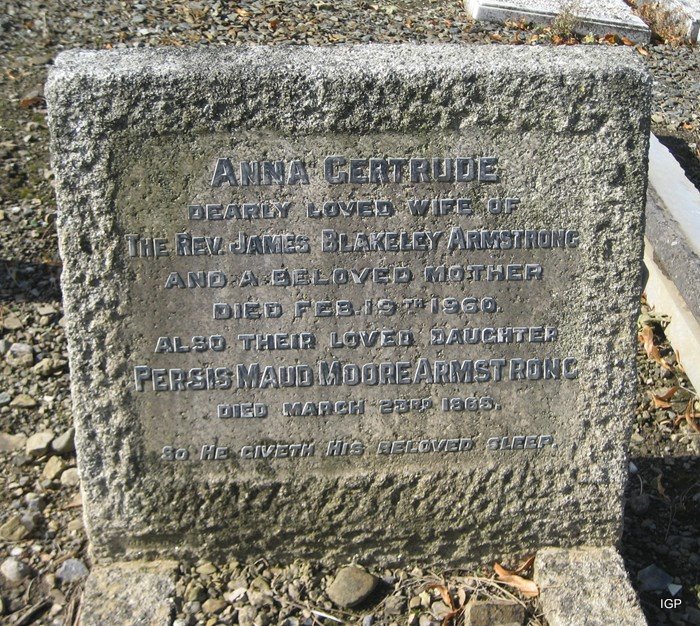 ANNA GERTRUDE
DEARLY LOVED WIFE OF
THE REV. JAMES BLAKELEY ARMSTRONG
AND A BELOVED MOTHER
DIED FEB. 19TH 1960.
ALSO THEIR LOVED DAUGHTER
PERSIS MAUD MOORE ARMSTRONG
DIED MARCH 23RD 1965.
SO HE GIVETH HIS BELOVED SLEEP.
IGP